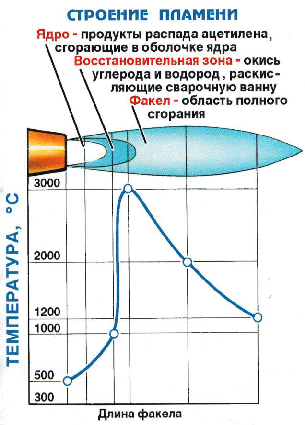 СТРОЕНИЕ ПЛАМЕНИ
Ядро - продукты распада ацетилена,
сгорающие в оболочке ядра
Восстановительная зона - окись
углерода и водород, раскис-
ляющие сварочную ванну
Факел - область полного
сгорания
ТЕМПЕРАТУРА, °С
3000
2000
1200
1000
500
300
Длина факела